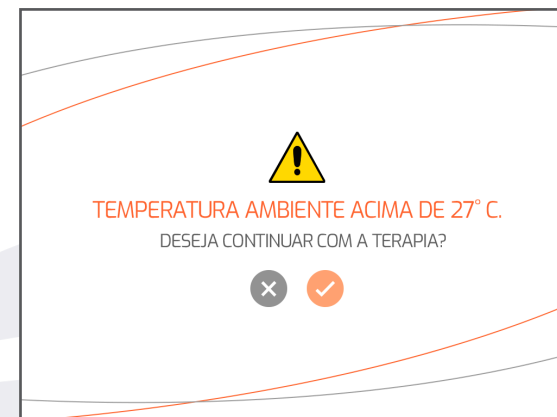 TEMPERATURA AMBIENTE ACIMA DE 27° C.
DESEJA CONTINUAR COM A TERAPIA?